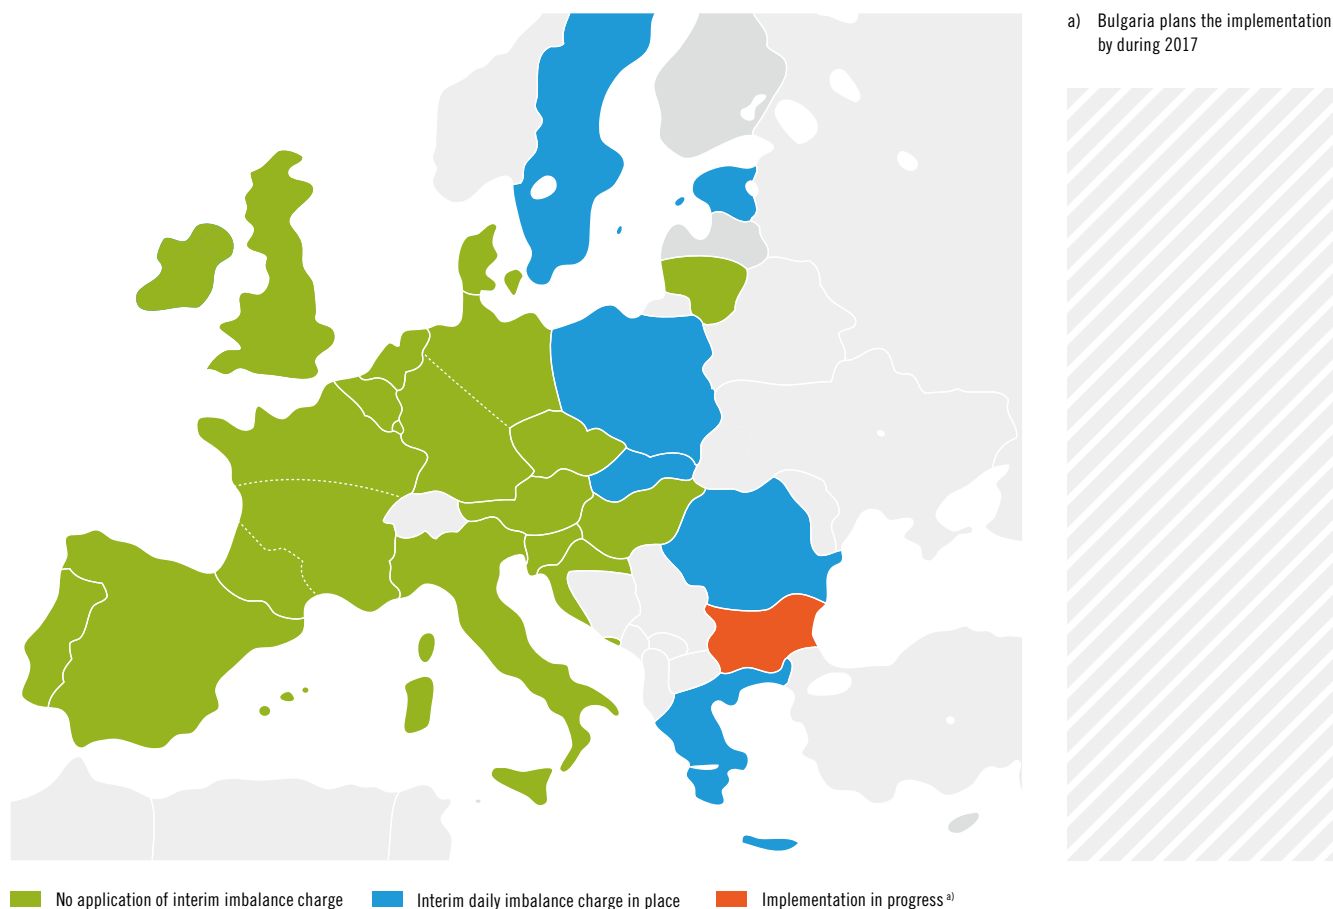 a) Bulgaria plans the implementation
by during 2017
No application of interim imbalance charge
Interim daily imbalance charge in place
Implementation in progress a)